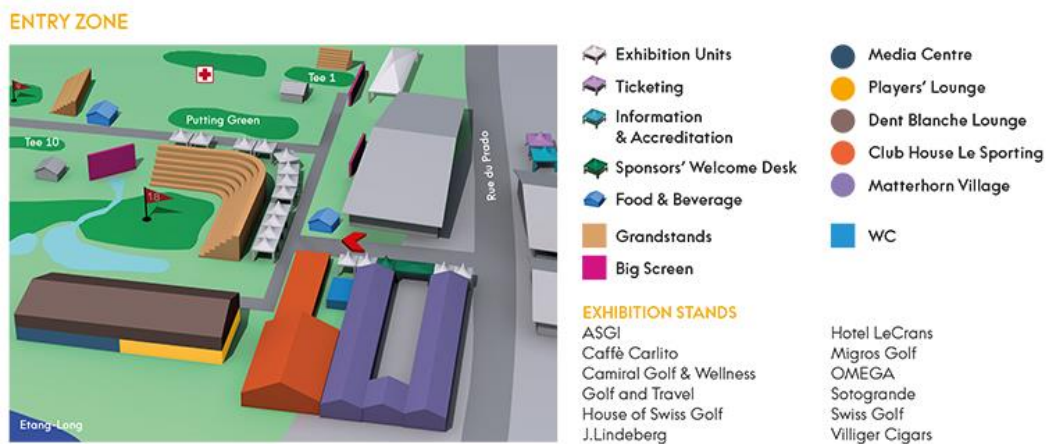 ENTRY ZONE
Tee 1
Putting Green
Tee 10
18
Rue du Prado
Etang-Long
Exhibition Units
Ticketing
Information
& Accreditation
Sponsors' Welcome Desk
Food & Beverage
Grandstands
Big Screen
Media Centre
Players' Lounge
Dent Blanche Lounge
Club House Le Sporting
Matterhorn Village
WC
EXHIBITION STANDS
ASGI
Caffè Carlito
Camiral Golf & Wellness
Golf and Travel
House of Swiss Golf
J.Lindeberg
Hotel LeCrans
Migros Golf
OMEGA
Sotogrande
Swiss Golf
Villiger Cigars